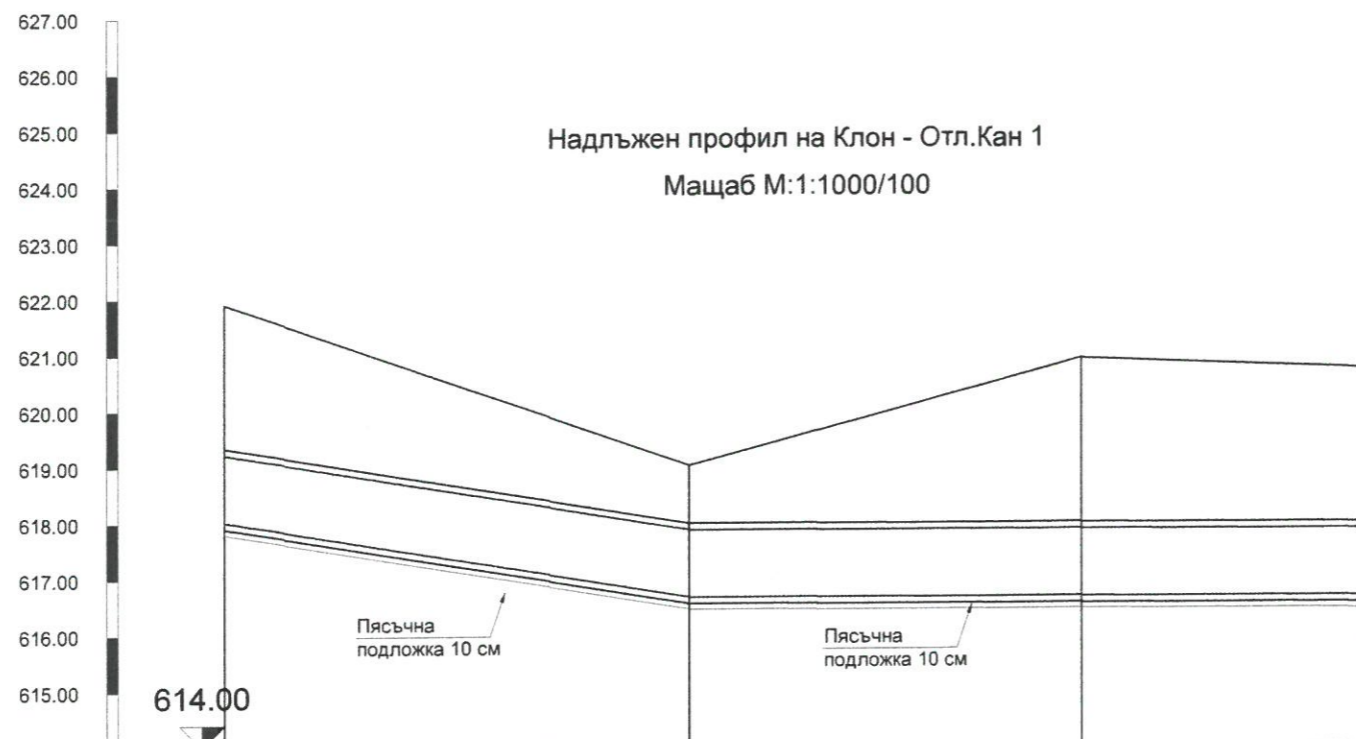 627.00
626.00
625.00
Надлъжен профил на Клон - Отл.Кан 1
624.00
Мащаб М:1:1000/100
623.00
622.00
621.00
620.00
619.00
618.00
617.00
616.00
Пясъчна
подложка 10 см
Пясъчна
подложка 10 см
615.00
614.00